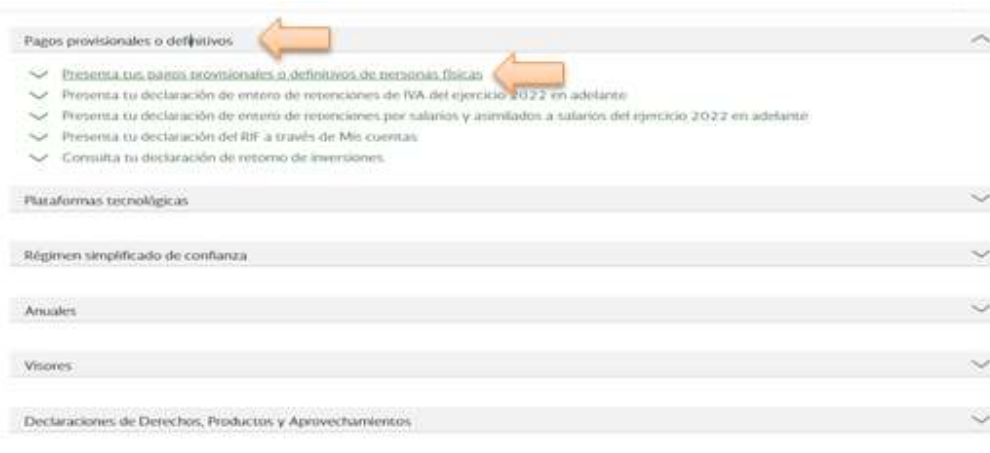 Pagos provisionales o definitivos
Presenta tus pagos provisionales o definitivos de personas físicas
Presenta tu declaración de entero de retenciones de IVA del ejercicio 2022 en adelante
Presenta tu declaración de entero de retenciones por salarios y asimilados a salarios del ejercicio 2022 en adelante
Presenta tu declaración del RIF a través de Mis cuentas
Consulta tu declaración de retorno de inversiones
Plataformas tecnológicas
Régimen simplificado de confianza
Anuales
Visores
Declaraciones de Derechos, Productos y Aprovechamientos